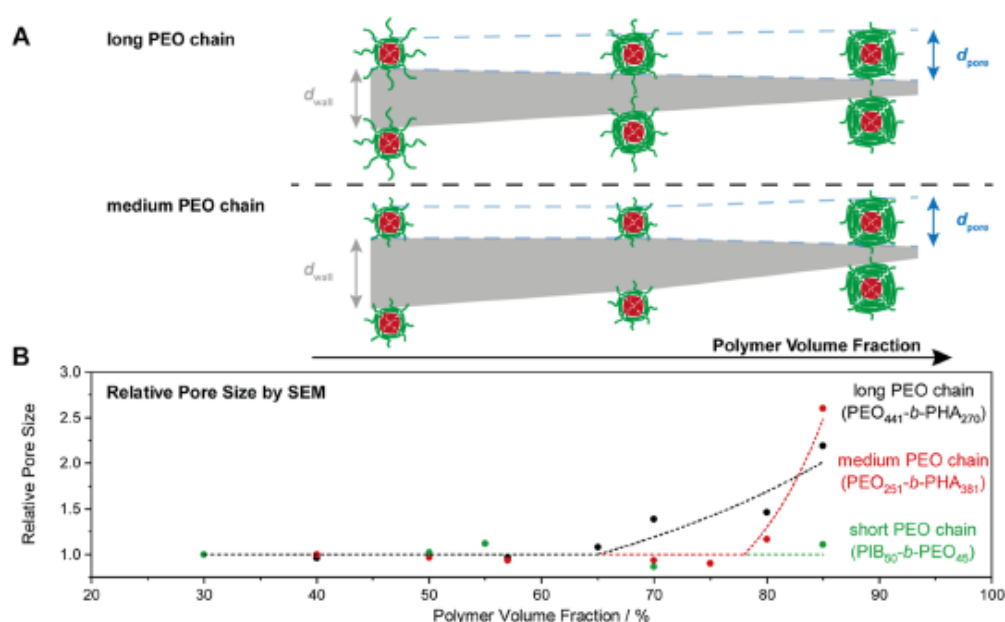 A
long PEO chain
d_wall
d_pore
medium PEO chain
d_wall
d_pore
Polymer Volume Fraction
B
Relative Pore Size by SEM
long PEO chain
(PEO₄₄₁-b-PHA₂₇₀)
medium PEO chain
(PEO₂₅₁-b-PHA₃₈₁)
short PEO chain
(PIB₅₀-b-PEO₄₅)
Relative Pore Size
3.0
2.5
2.0
1.5
1.0
20 30 40 50 60 70 80 90 100
Polymer Volume Fraction / %